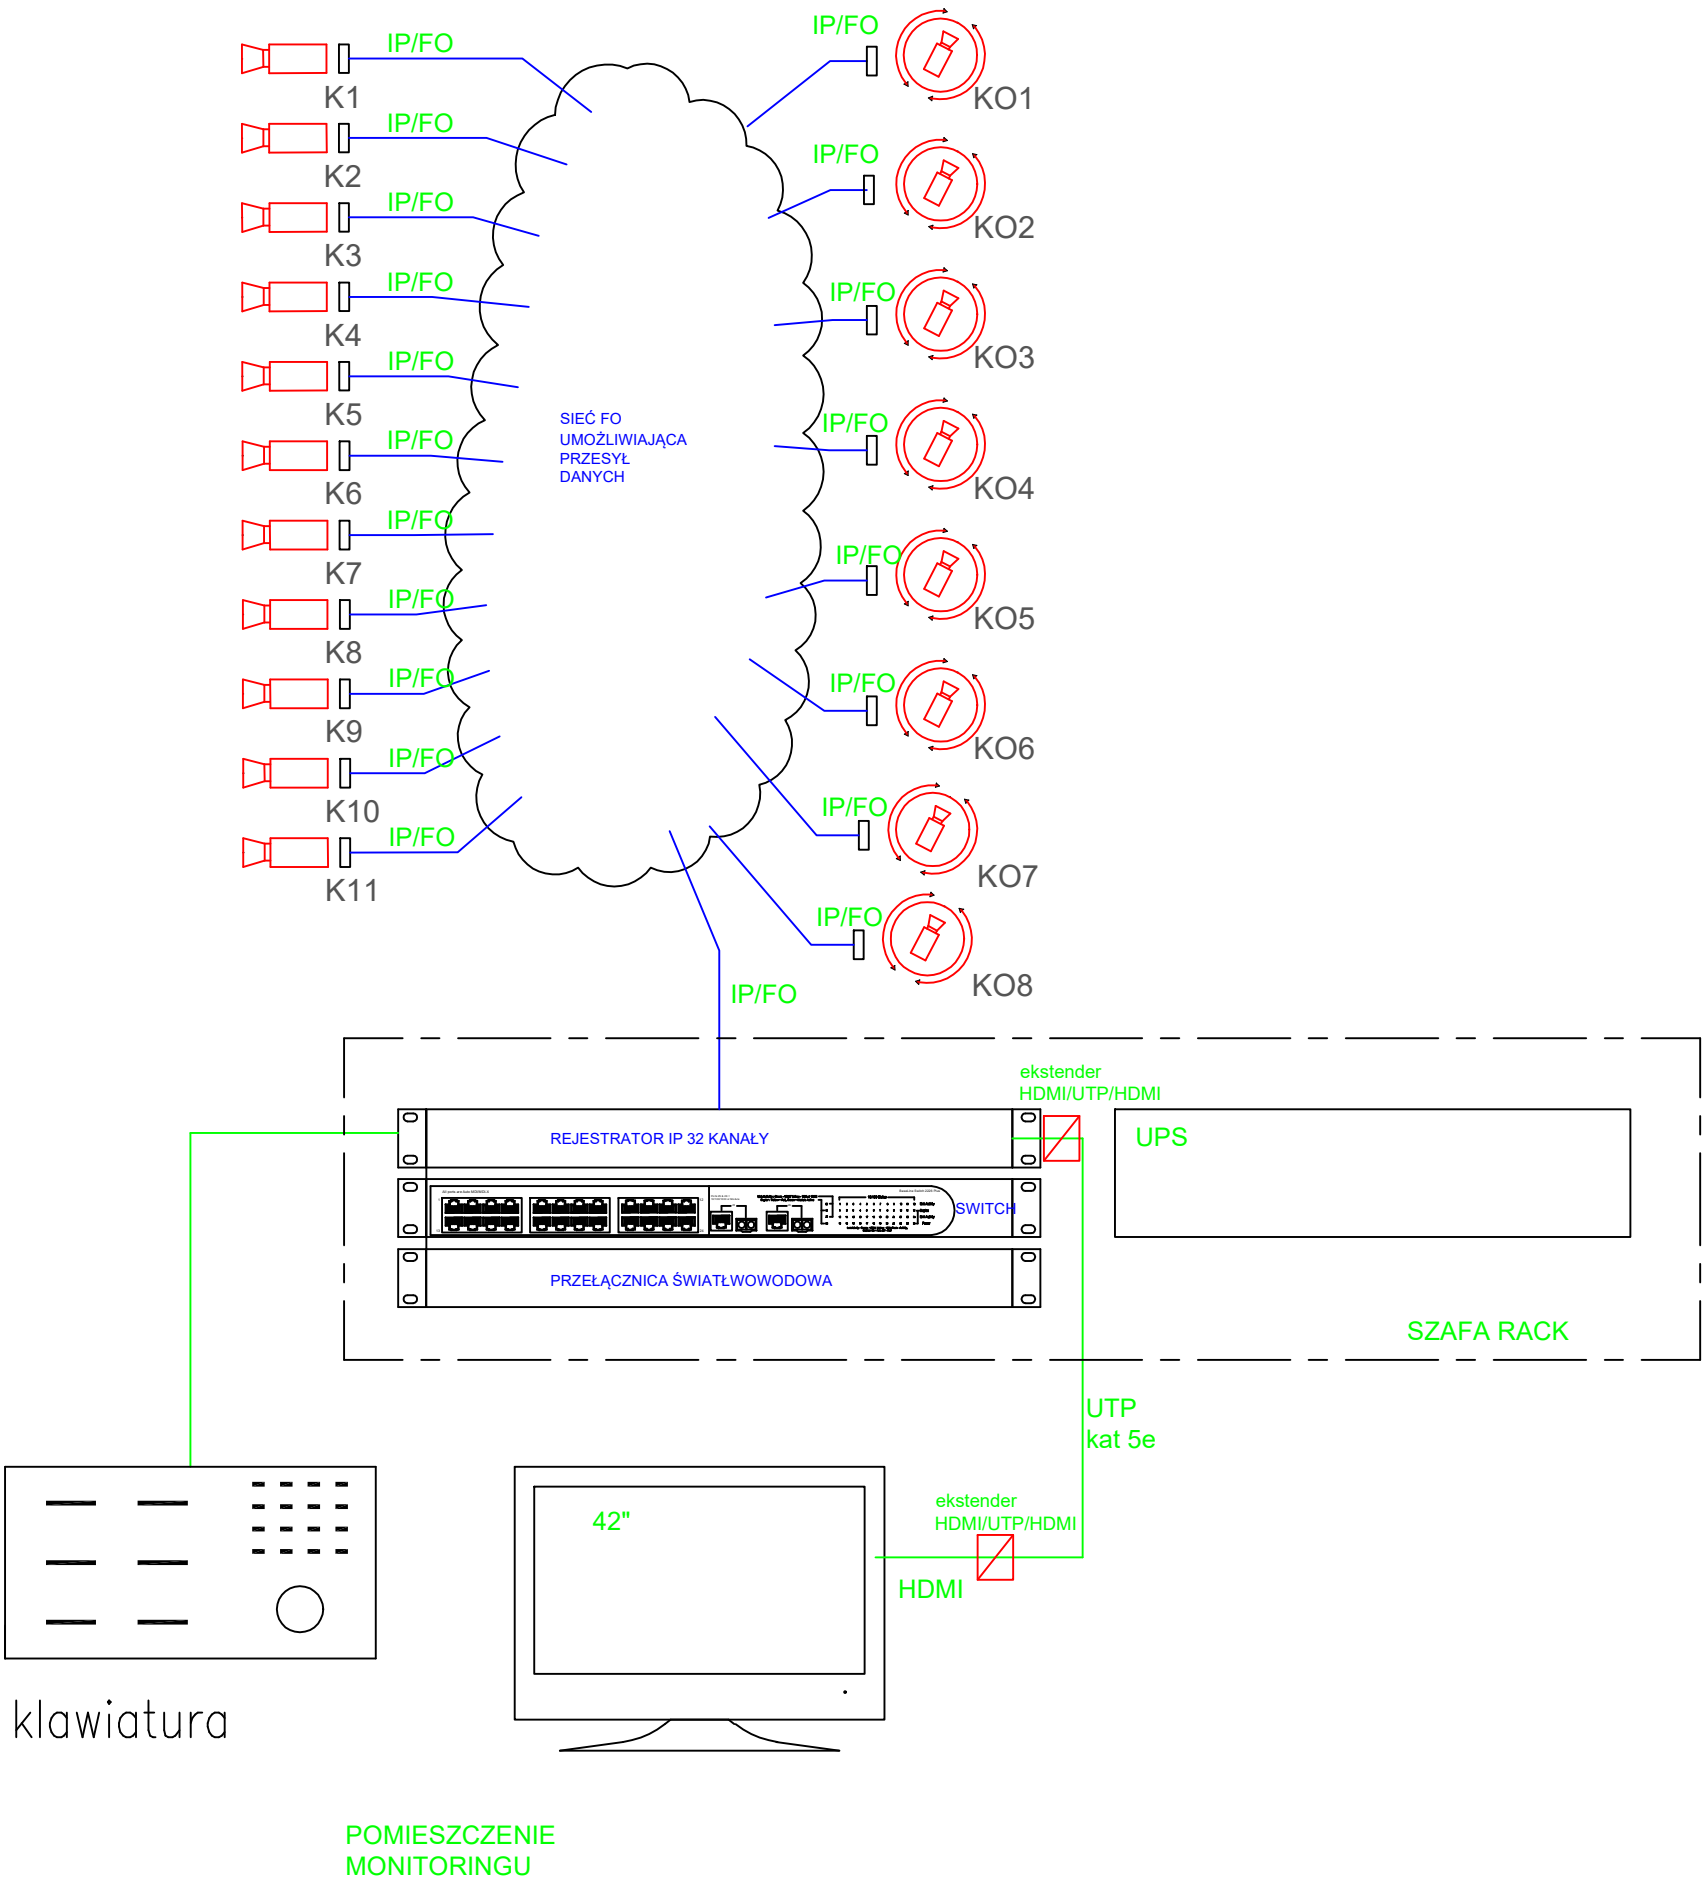 IP/FO
K1
IP/FO
K2
IP/FO
K3
IP/FO
K4
IP/FO
K5
IP/FO
K6
IP/FO
K7
IP/FO
K8
IP/FO
K9
IP/FO
K10
IP/FO
K11
SIEĆ FO
UMOŻLIWIAJĄCA
PRZESYŁ
DANYCH
IP/FO
KO1
IP/FO
KO2
IP/FO
KO3
IP/FO
KO4
IP/FO
KO5
IP/FO
KO6
IP/FO
KO7
IP/FO
KO8
IP/FO
ekstender
HDMI/UTP/HDMI
REJESTRATOR IP 32 KANAŁY
UPS
SWITCH
PRZEŁĄCZNICA ŚWIATŁWOWODOWA
SZAFA RACK
UTP
kat 5e
42"
ekstender
HDMI/UTP/HDMI
HDMI
klawiatura
POMIESZCZENIE
MONITORINGU